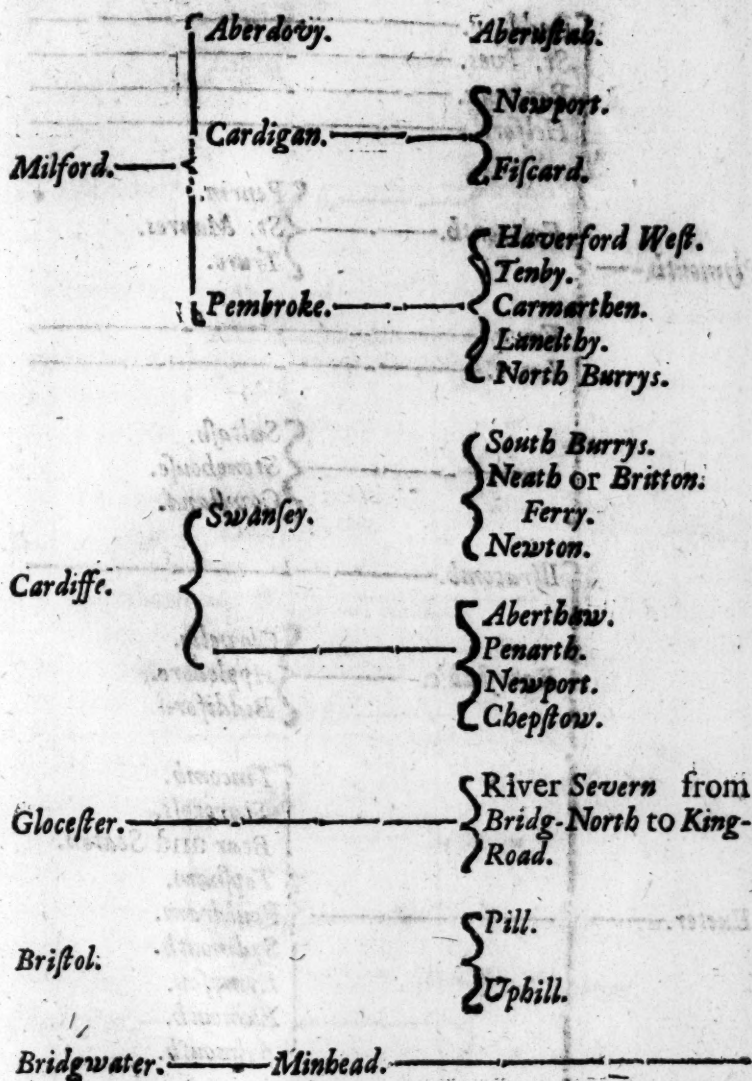 Aberdovy. Aberuſtah.
Newport.
Cardigan.
Milford. Fiſcard.
Haverford Weſt.
Tenby.
Pembroke. Carmarthen.
Laneltby.
North Burrys.
South Burrys.
Neath or Britton.
Swanſey. Ferry.
Newton.
Cardiffe.
Aberthaw.
Penarth.
Newport.
Chepſtow.
River Severn from
Gloceſter. Bridg-North to King-
Road.
Pill.
Briſtol.
Uphill.
Bridgwater. Minhead.